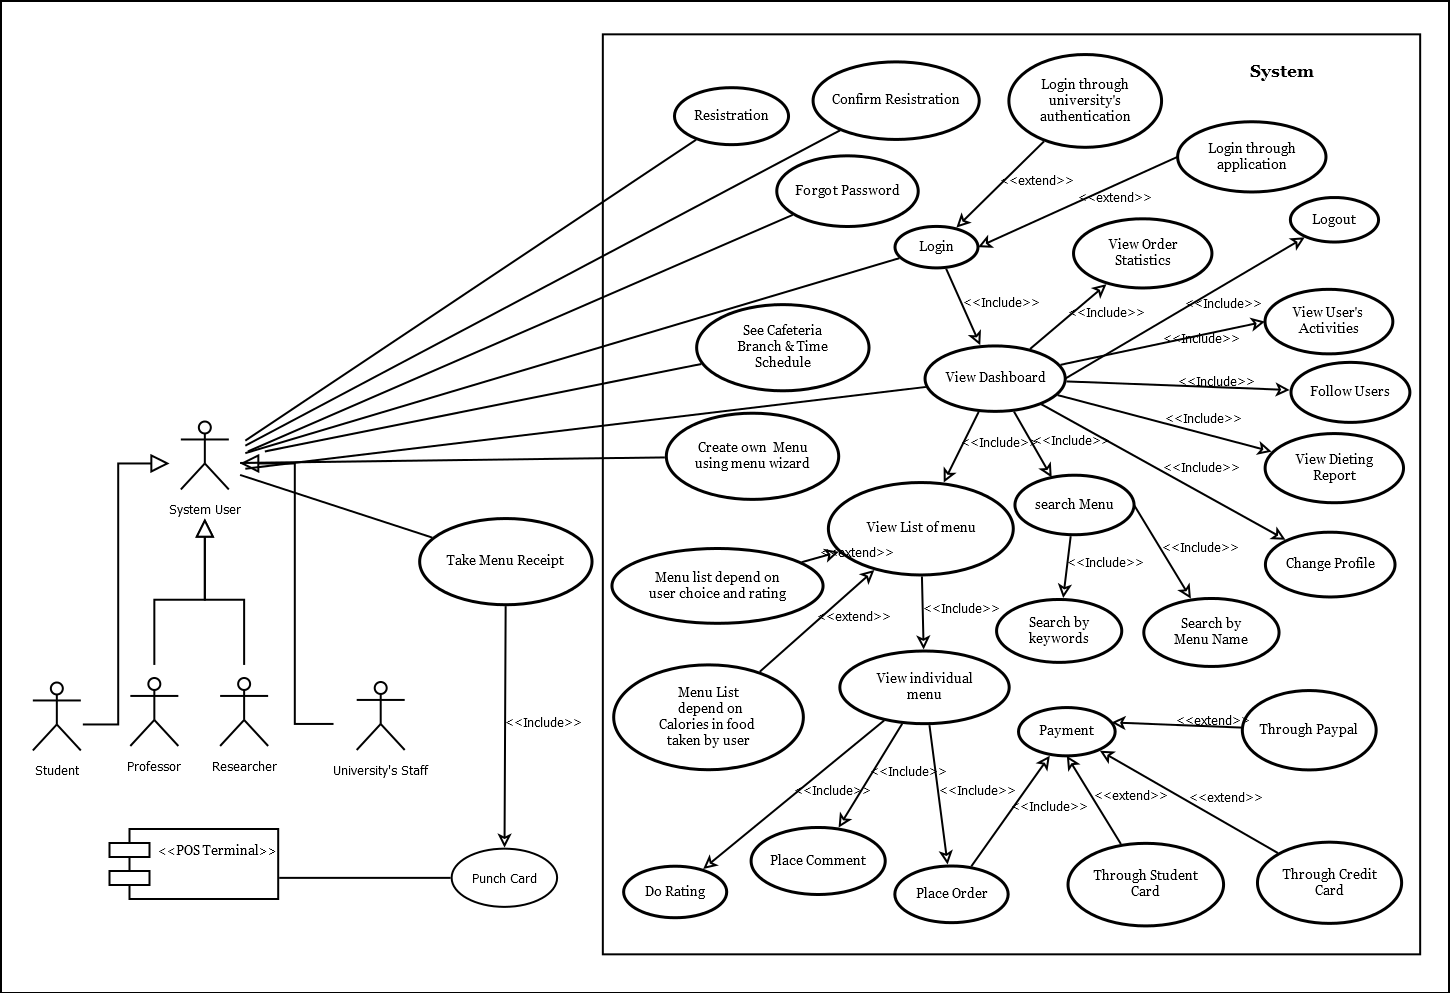 System
Resistration
Confirm Resistration
Login through
university's
authentication
Login through
application
Forgot Password
<<extend>>
<<extend>>
Logout
Login
View Order
Statistics
<<Include>>
<<Include>>
<<Include>>
View User's
Activities
<<Include>>
See Cafeteria
Branch & Time
Schedule
View Dashboard
<<Include>>
Follow Users
<<Include>>
<<Include>>
<<Include>>
View Dieting
Report
<<Include>>
Create own  Menu
using menu wizard
System User
View List of menu
search Menu
<<Include>>
<<Include>>
Change Profile
Take Menu Receipt
<<extend>>
Menu list depend on
user choice and rating
<<extend>>
<<Include>>
Search by
keywords
Search by
Menu Name
Menu List
depend on
Calories in food
taken by user
View individual
menu
<<Include>>
Payment
<<extend>>
Through Paypal
Student
Professor
Researcher
University's Staff
<<Include>>
<<Include>>
<<Include>>
<<Include>>
<<extend>>
<<extend>>
<<POS Terminal>>
Punch Card
Do Rating
Place Comment
Place Order
Through Student
Card
Through Credit
Card